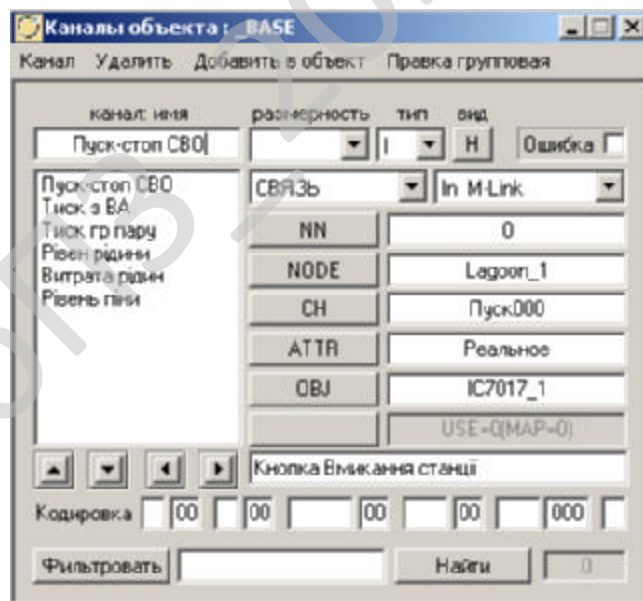 Каналы объекта : _BASE
Канал Удалить Добавить в объект Правка групповая
канал: имя размерность тип вид
Пуск-стоп СВО I Н Ошибка
Пуск-стоп СВО
Тиск з ВА
Тиск гр пару
Рівен рідини
Витрата рідин
Рівень піни
СВЯЗЬ In M-Link
NN 0
NODE Lagoon_1
CH Пуск000
ATTR Реальное
OBJ IC7017_1
USE=0(MAP=0)
Кнопка Вмикання станції
Кодировка 00 00 00 00 000
Фильтровать Найти 0